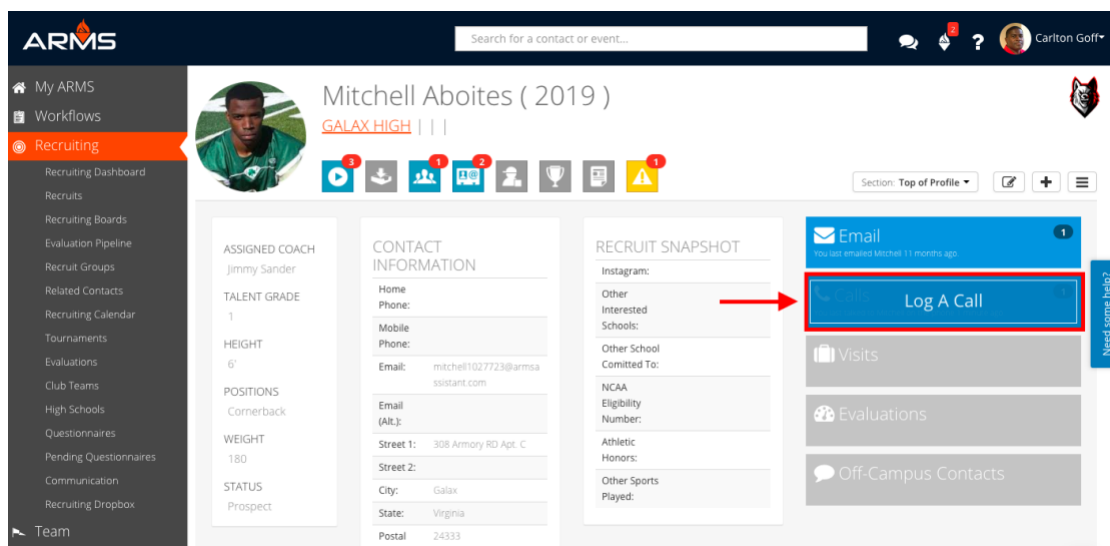 ARMS
Search for a contact or event...
2
?
Carlton Goff
My ARMS
Workflows
Recruiting
Recruiting Dashboard
Recruits
Recruiting Boards
Evaluation Pipeline
Recruit Groups
Related Contacts
Recruiting Calendar
Tournaments
Evaluations
Club Teams
High Schools
Questionnaires
Pending Questionnaires
Communication
Recruiting Dropbox
Team
Mitchell Aboites ( 2019 )
GALAX HIGH | | |
3
1
2
1
Section: Top of Profile
ASSIGNED COACH
Jimmy Sander
TALENT GRADE
1
HEIGHT
6'
POSITIONS
Cornerback
WEIGHT
180
STATUS
Prospect
CONTACT
INFORMATION
Home
Phone:
Mobile
Phone:
Email: mitchell1027723@armsa
ssistant.com
Email
(Alt.):
Street 1: 308 Armory RD Apt. C
Street 2:
City: Galax
State: Virginia
Postal 24333
RECRUIT SNAPSHOT
Instagram:
Other
Interested
Schools:
Other School
Comitted To:
NCAA
Eligibility
Number:
Athletic
Honors:
Other Sports
Played:
Email 1
You last emailed Mitchell 11 months ago.
Calls 1
Log A Call
Visits
Evaluations
Off-Campus Contacts
Need some help?